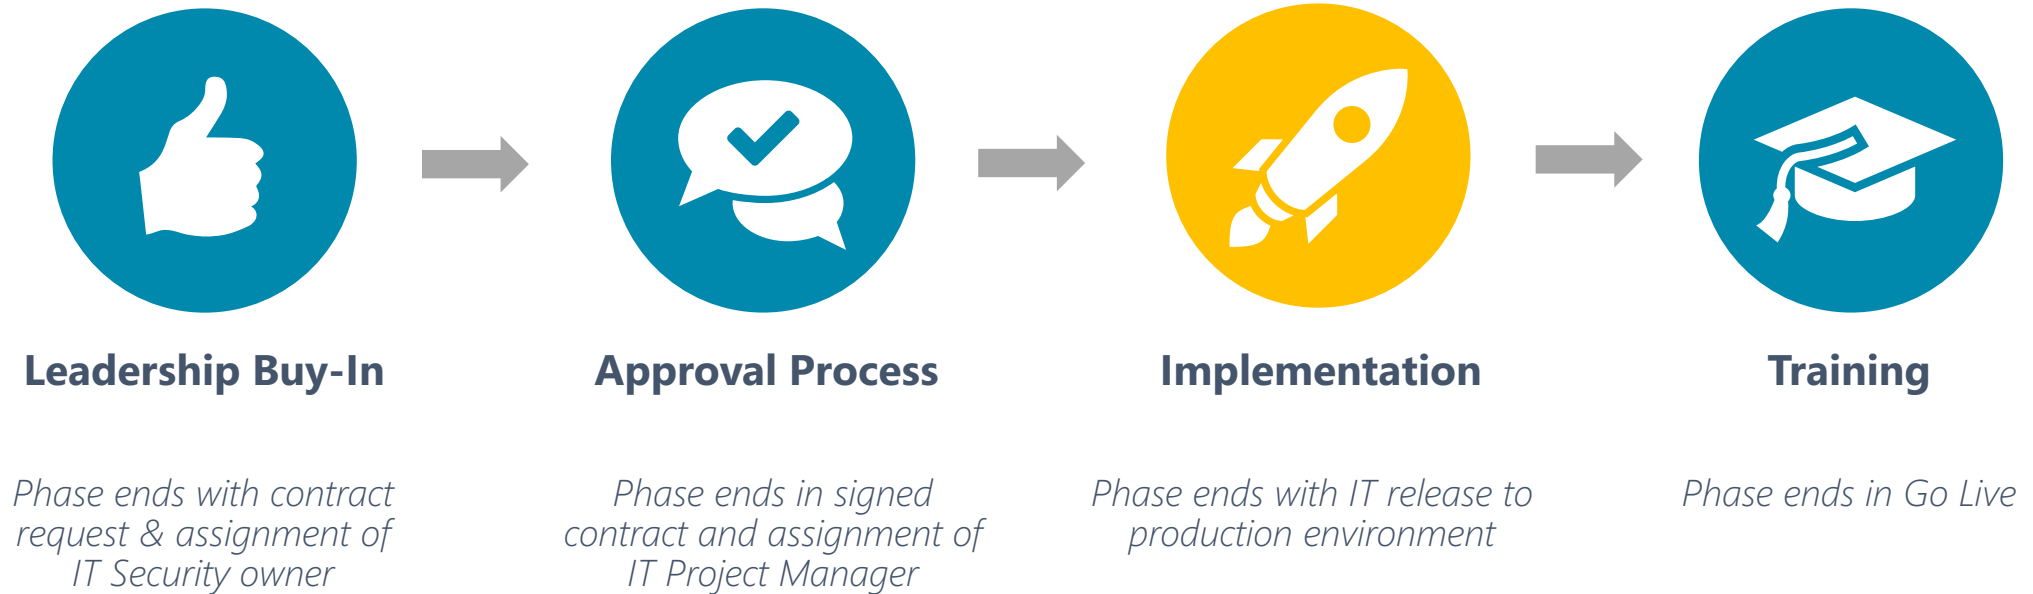 Leadership Buy-In
Phase ends with contract
request & assignment of
IT Security owner
Approval Process
Phase ends in signed
contract and assignment of
IT Project Manager
Implementation
Phase ends with IT release to
production environment
Training
Phase ends in Go Live